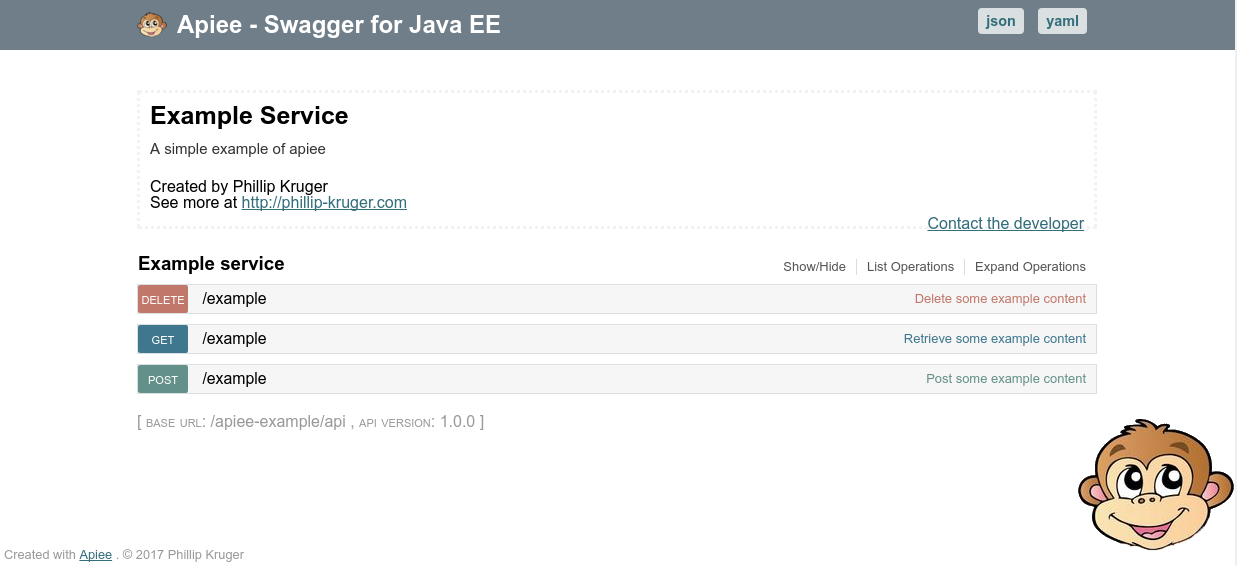 Apiee - Swagger for Java EE
json yaml
Example Service
A simple example of apiee
Created by Phillip Kruger
See more at http://phillip-kruger.com
Contact the developer
Example service Show/Hide List Operations Expand Operations
DELETE /example Delete some example content
GET /example Retrieve some example content
POST /example Post some example content
[ BASE URL: /apiee-example/api , API VERSION: 1.0.0 ]
Created with Apiee . © 2017 Phillip Kruger